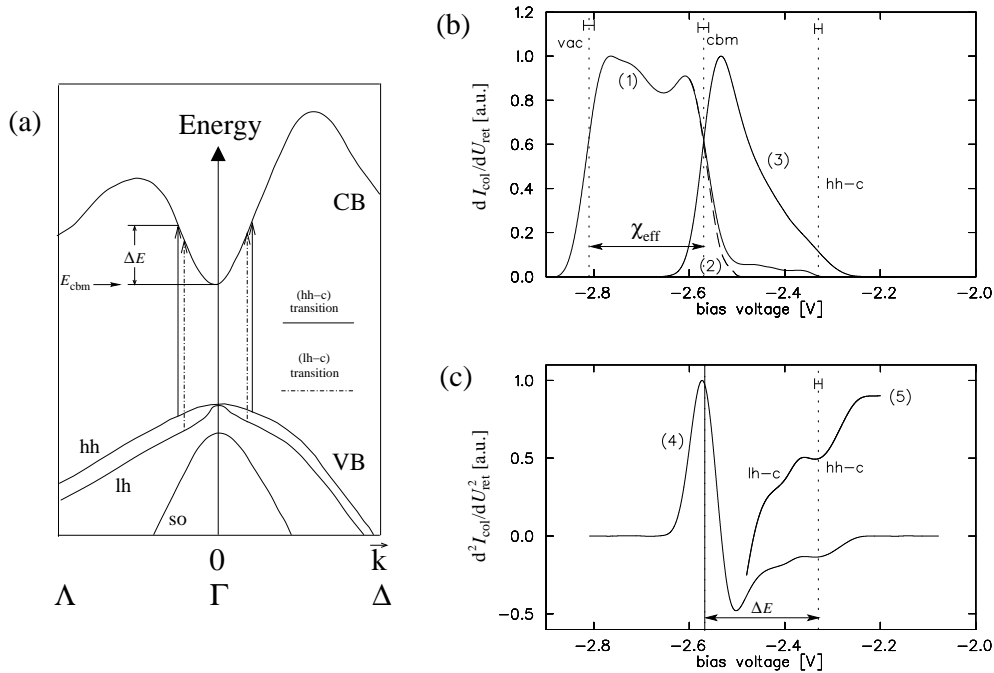 (a)
Energy
CB
ΔE
E_cbm
(hh−c)
transition
(lh−c)
transition
hh
lh
VB
so
0
k
Λ
Γ
Δ
(b)
1.2
1.0
0.8
0.6
0.4
0.2
0.0
d I_col/dU_ret [a.u.]
vac
cbm
(1)
(3)
hh−c
χ_eff
(2)
−2.8
−2.6
−2.4
−2.2
−2.0
bias voltage [V]
(c)
1.0
0.5
0.0
−0.5
d²I_col/dU²_ret [a.u.]
(4)
(5)
lh−c
hh−c
ΔE
−2.8
−2.6
−2.4
−2.2
−2.0
bias voltage [V]